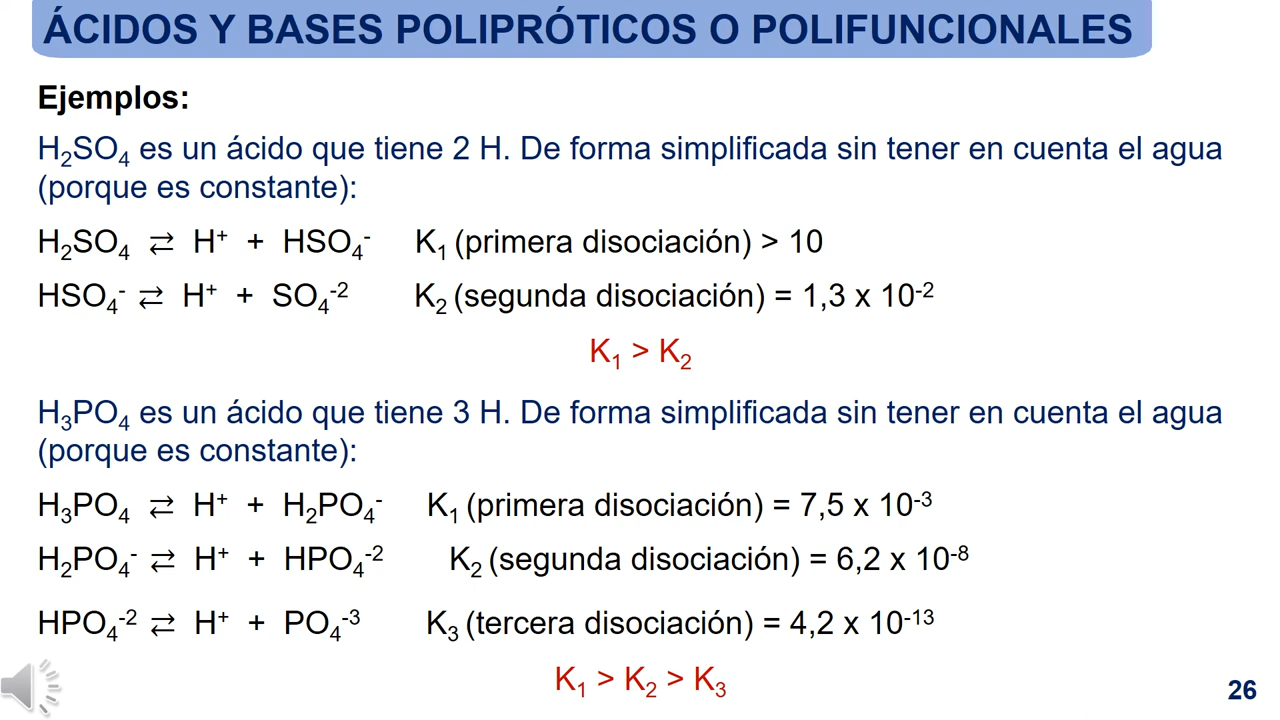 ÁCIDOS Y BASES POLIPRÓTICOS O POLIFUNCIONALES
Ejemplos:
H₂SO₄ es un ácido que tiene 2 H. De forma simplificada sin tener en cuenta el agua
(porque es constante):
H₂SO₄ ⇄ H⁺ + HSO₄⁻ K₁ (primera disociación) > 10
HSO₄⁻ ⇄ H⁺ + SO₄⁻² K₂ (segunda disociación) = 1,3 x 10⁻²
K₁ > K₂
H₃PO₄ es un ácido que tiene 3 H. De forma simplificada sin tener en cuenta el agua
(porque es constante):
H₃PO₄ ⇄ H⁺ + H₂PO₄⁻ K₁ (primera disociación) = 7,5 x 10⁻³
H₂PO₄⁻ ⇄ H⁺ + HPO₄⁻² K₂ (segunda disociación) = 6,2 x 10⁻⁸
HPO₄⁻² ⇄ H⁺ + PO₄⁻³ K₃ (tercera disociación) = 4,2 x 10⁻¹³
K₁ > K₂ > K₃
26